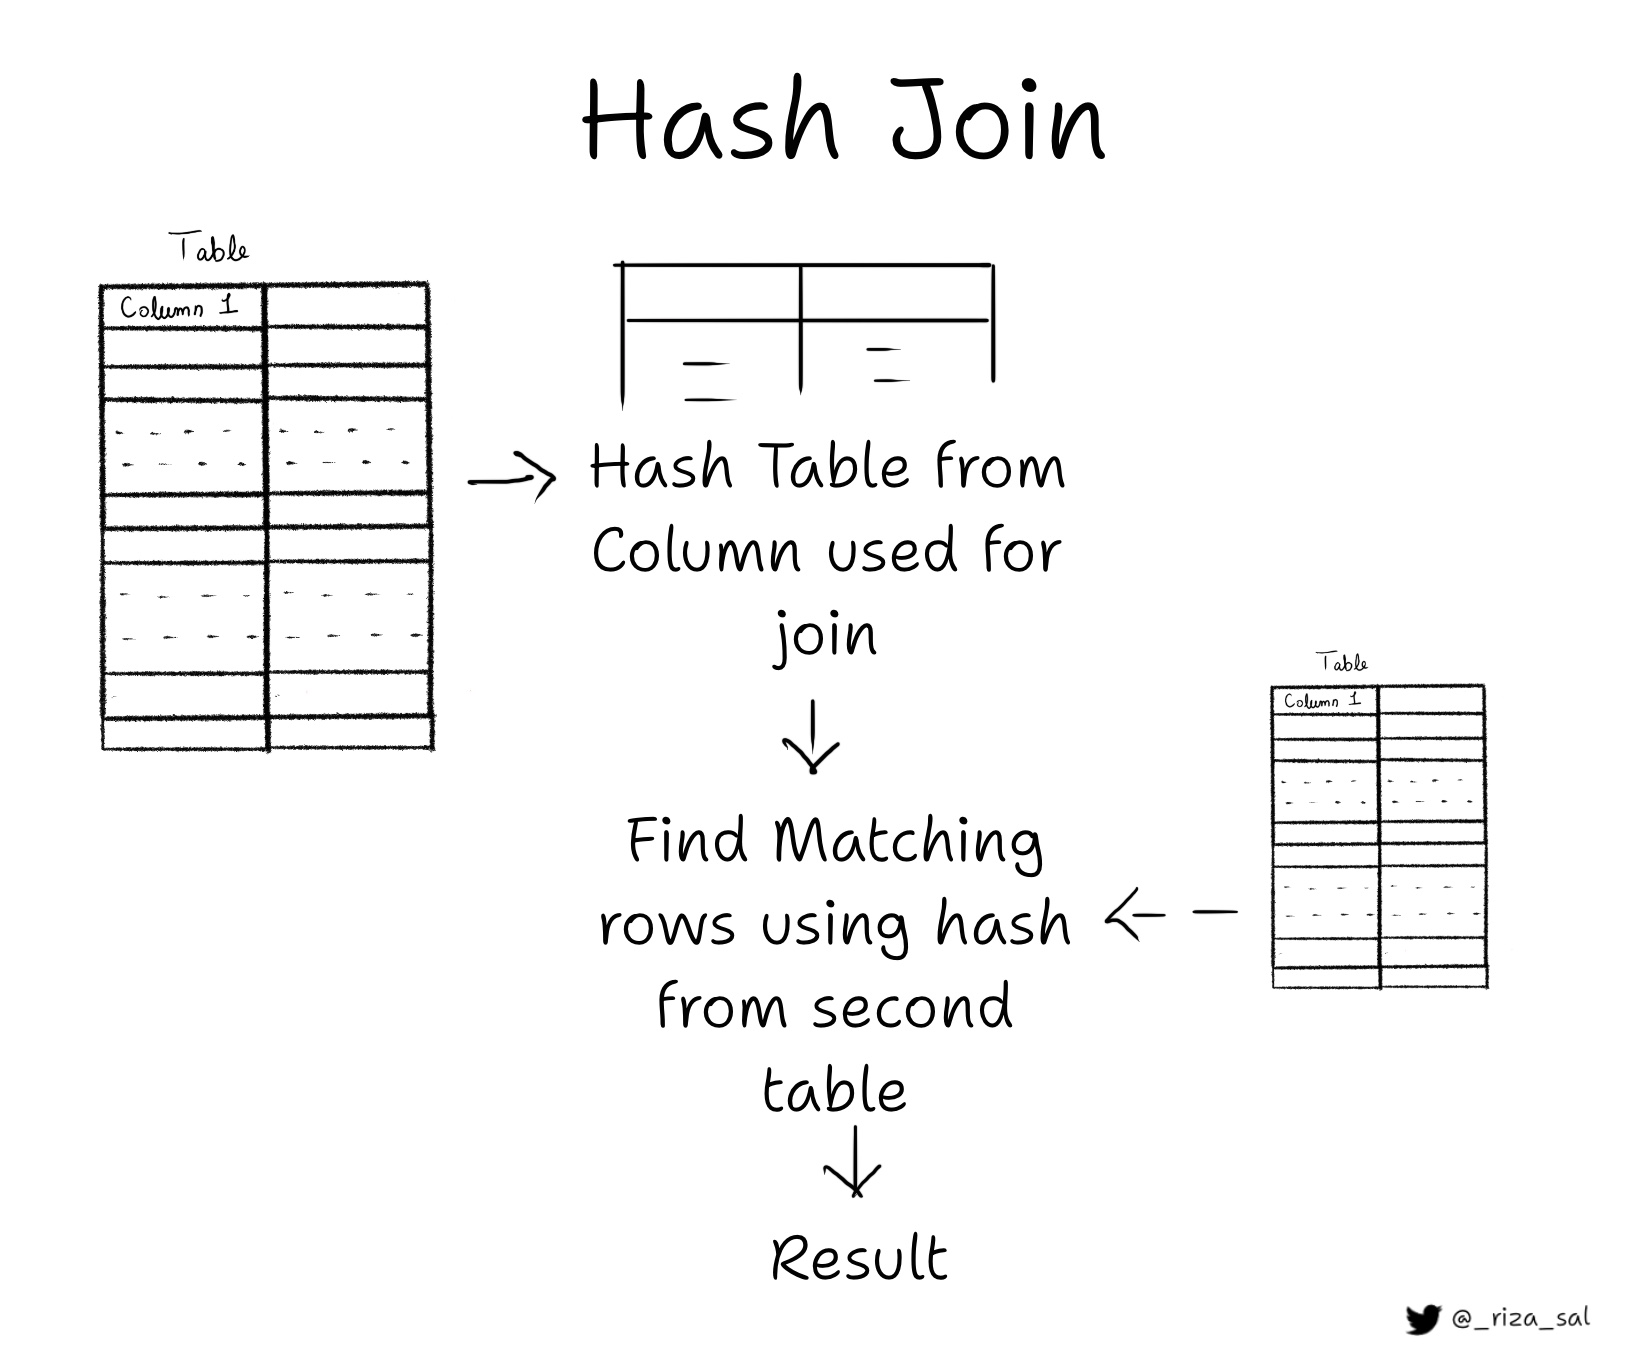 Hash Join
Table
Column 1
Hash Table from
Column used for
join
Table
Column 1
Find Matching
rows using hash
from second
table
Result
@_riza_sal